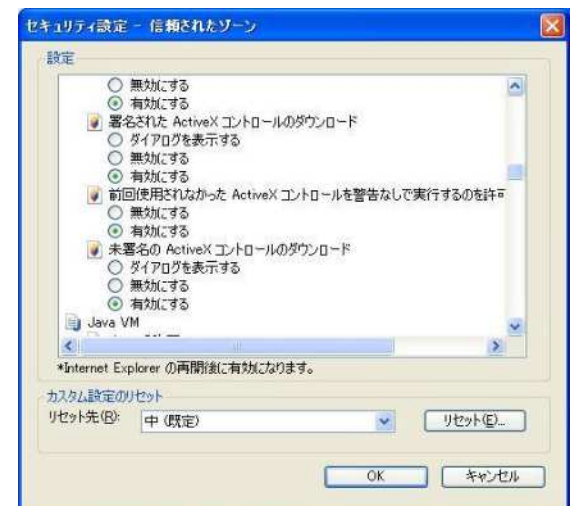 セキュリティ設定 - 信頼されたゾーン
設定
無効にする
有効にする
署名された ActiveX コントロールのダウンロード
ダイアログを表示する
無効にする
有効にする
前回使用されなかった ActiveX コントロールを警告なしで実行するのを許可
無効にする
有効にする
未署名の ActiveX コントロールのダウンロード
ダイアログを表示する
無効にする
有効にする
Java VM
*Internet Explorer の再開後に有効になります。
カスタム設定のリセット
リセット先(R):
中 (既定)
リセット(E)...
OK
キャンセル